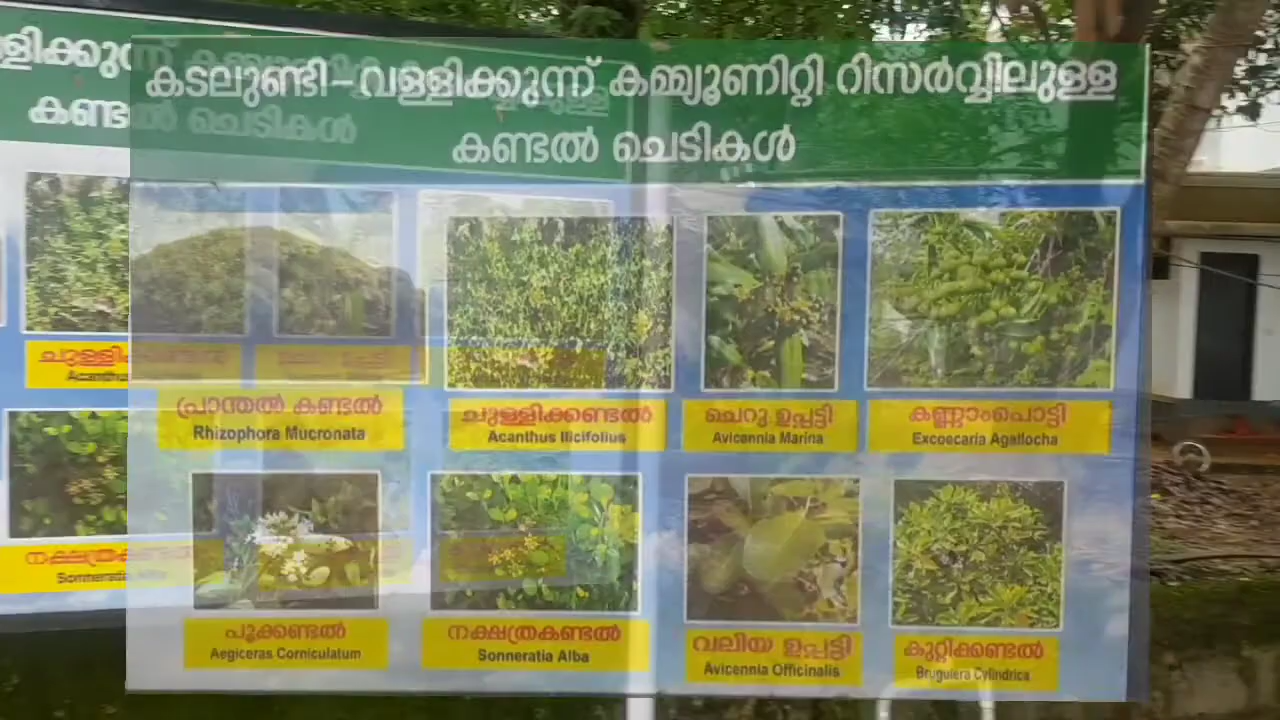 കടലുണ്ടി-വള്ളിക്കുന്ന് കമ്മ്യൂണിറ്റി റിസർവ്വിലുള്ള
കണ്ടൽ ചെടികൾ
പ്രാന്തൽ കണ്ടൽ
Rhizophora Mucronata
ചുള്ളിക്കണ്ടൽ
Acanthus Ilicifolius
ചെറു ഉപ്പട്ടി
Avicennia Marina
കണ്ണാംപൊട്ടി
Excoecaria Agallocha
പൂക്കണ്ടൽ
Aegiceras Corniculatum
നക്ഷത്രകണ്ടൽ
Sonneratia Alba
വലിയ ഉപ്പട്ടി
Avicennia Officinalis
കുറ്റിക്കണ്ടൽ
Bruguiera Cylindrica